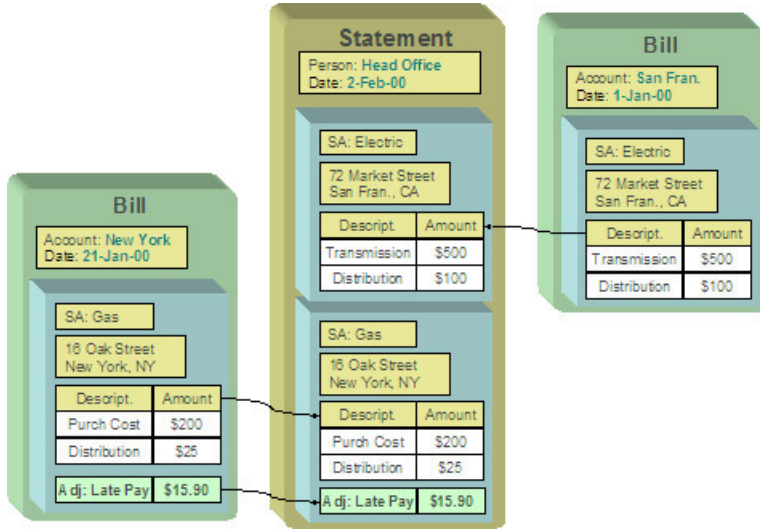 Bill
Account: New York
Date: 21-Jan-00
SA: Gas
16 Oak Street
New York, NY
Descript. Amount
Purch Cost $200
Distribution $25
Adj: Late Pay $15.90
Statement
Person: Head Office
Date: 2-Feb-00
SA: Electric
72 Market Street
San Fran., CA
Descript. Amount
Transmission $500
Distribution $100
SA: Gas
16 Oak Street
New York, NY
Descript. Amount
Purch Cost $200
Distribution $25
Adj: Late Pay $15.90
Bill
Account: San Fran.
Date: 1-Jan-00
SA: Electric
72 Market Street
San Fran., CA
Descript. Amount
Transmission $500
Distribution $100